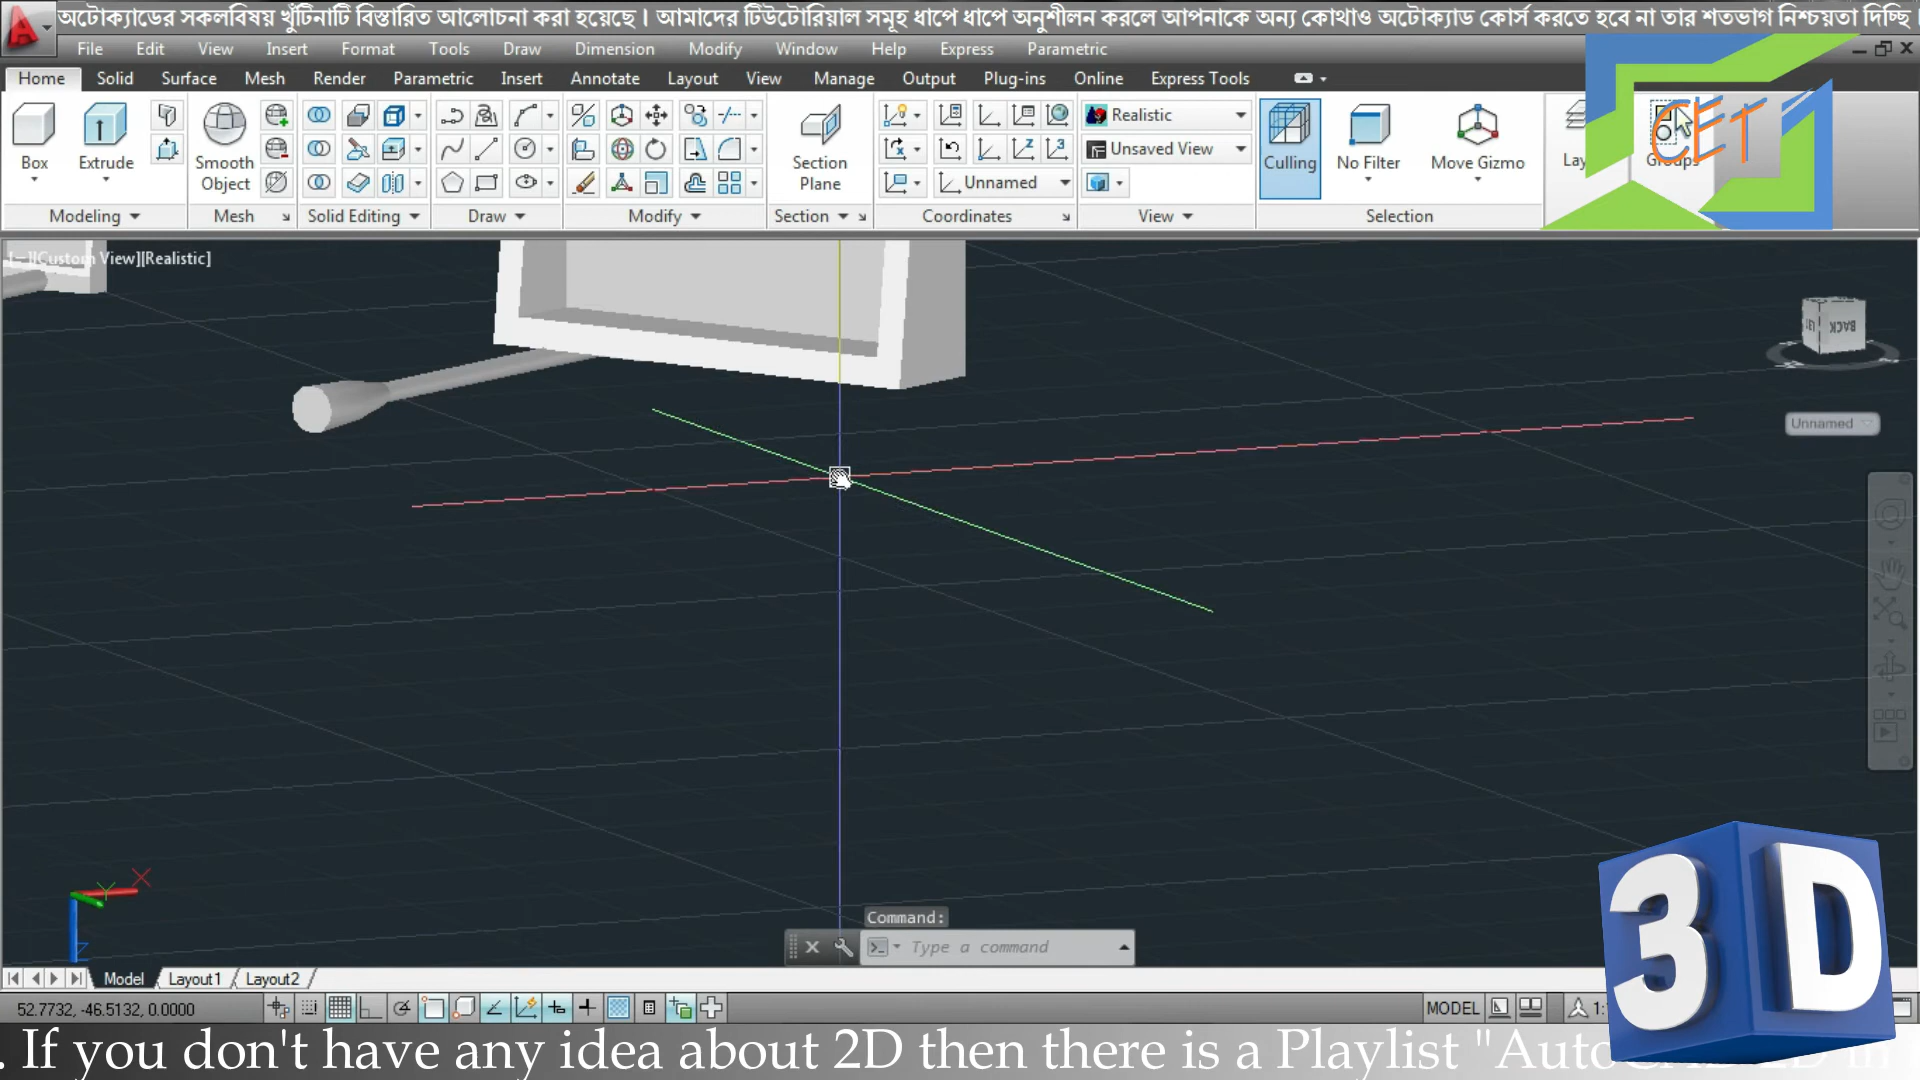 অটোক্যাডের সকলবিষয় খুঁটিনাটি বিস্তারিত আলোচনা করা হয়েছে। আমাদের টিউটোরিয়াল সমূহ ধাপে ধাপে অনুশীলন করলে আপনাকে অন্য কোথাও অটোক্যাড কোর্স করতে হবে না তার শতভাগ নিশ্চয়তা দিচ্ছি
File Edit View Insert Format Tools Draw Dimension Modify Window Help Express Parametric
Home Solid Surface Mesh Render Parametric Insert Annotate Layout View Manage Output Plug-ins Online Express Tools
CET
Realistic
Unsaved View
Box Extrude Smooth Object Section Plane Culling No Filter Move Gizmo Groups
Unnamed
Modeling Mesh Solid Editing Draw Modify Section Coordinates View Selection
[−][Custom View][Realistic]
BACK
Unnamed
X
Y
Z
Command:
Type a command
Model Layout1 Layout2
52.7732, -46.5132, 0.0000
MODEL
3D
. If you don't have any idea about 2D then there is a Playlist